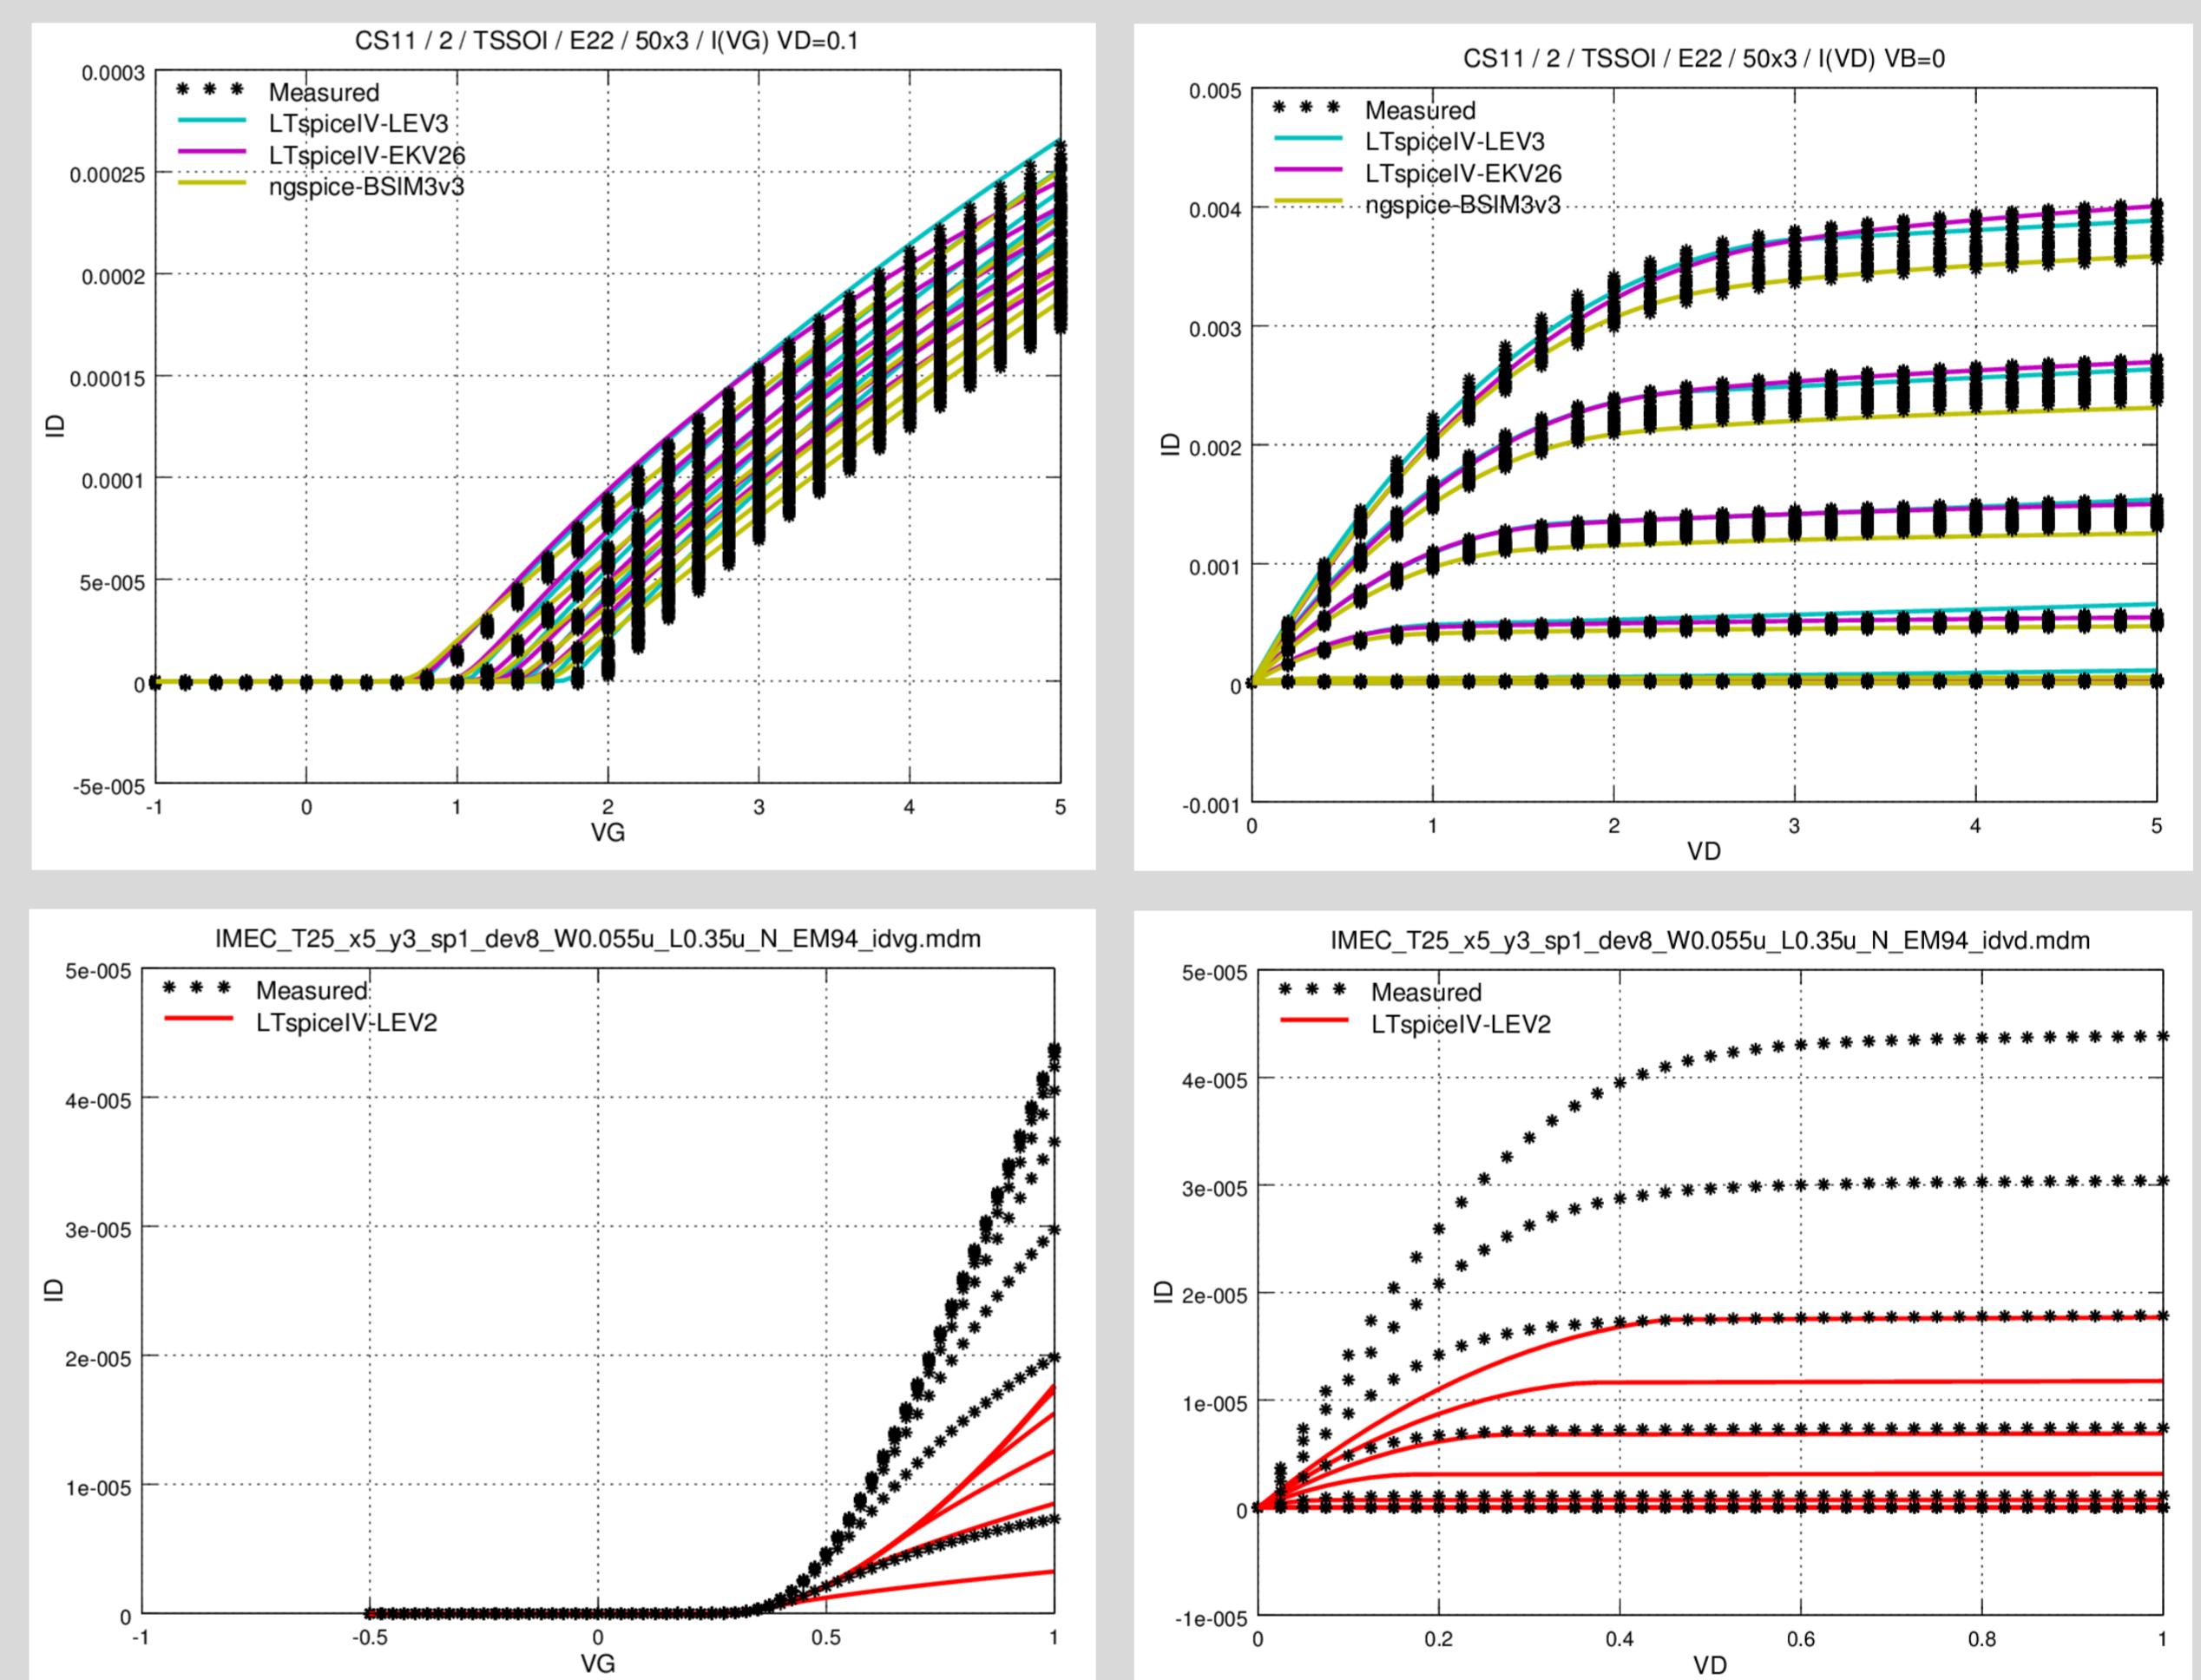 CS11 / 2 / TSSOI / E22 / 50x3 / I(VG) VD=0.1
Measured
LTspiceIV-LEV3
LTspiceIV-EKV26
ngspice-BSIM3v3
0.0003
0.00025
0.0002
0.00015
0.0001
5e-005
0
-5e-005
ID
-1 0 1 2 3 4 5
VG
CS11 / 2 / TSSOI / E22 / 50x3 / I(VD) VB=0
Measured
LTspiceIV-LEV3
LTspiceIV-EKV26
ngspice-BSIM3v3
0.005
0.004
0.003
0.002
0.001
0
-0.001
ID
0 1 2 3 4 5
VD
IMEC_T25_x5_y3_sp1_dev8_W0.055u_L0.35u_N_EM94_idvg.mdm
Measured
LTspiceIV-LEV2
5e-005
4e-005
3e-005
2e-005
1e-005
0
ID
-1 -0.5 0 0.5 1
VG
IMEC_T25_x5_y3_sp1_dev8_W0.055u_L0.35u_N_EM94_idvd.mdm
Measured
LTspiceIV-LEV2
5e-005
4e-005
3e-005
2e-005
1e-005
0
-1e-005
ID
0 0.2 0.4 0.6 0.8 1
VD